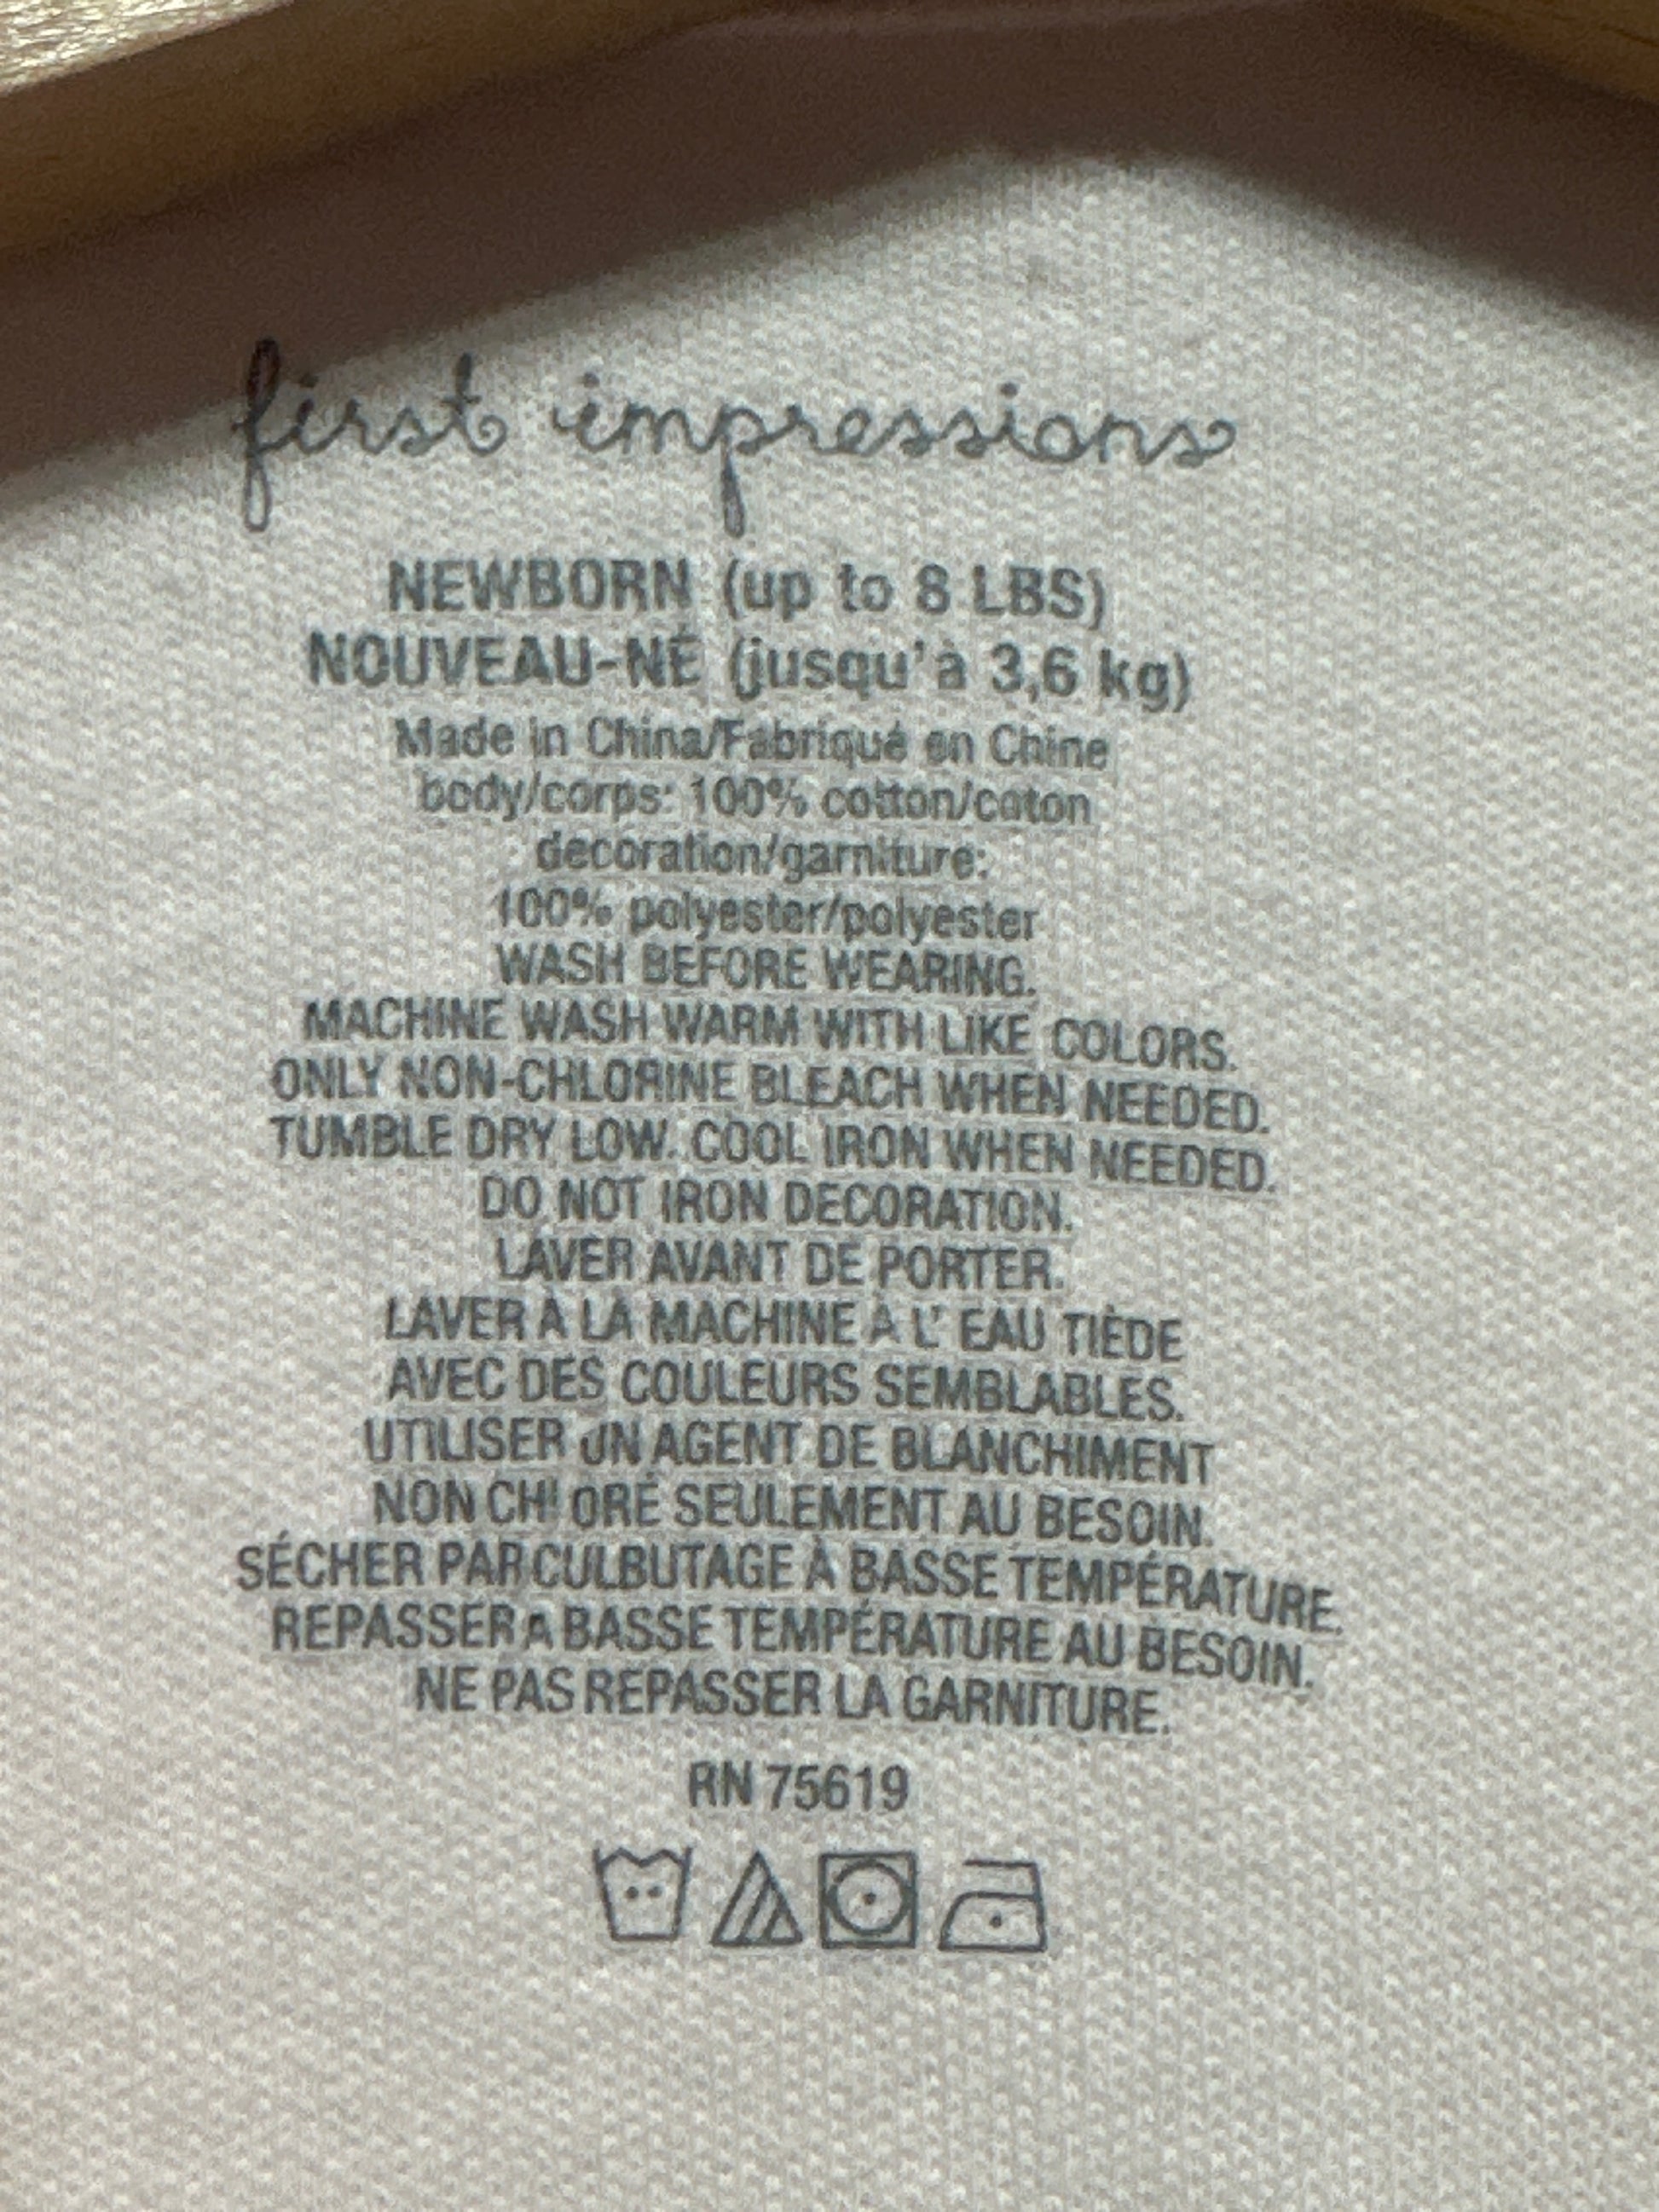 first impressions
NEWBORN (up to 8 LBS)
NOUVEAU-NÉ (jusqu'à 3,6 kg)
Made in China/Fabriqué en Chine
body/corps: 100% cotton/coton
decoration/garniture:
100% polyester/polyester
WASH BEFORE WEARING.
MACHINE WASH WARM WITH LIKE COLORS.
ONLY NON-CHLORINE BLEACH WHEN NEEDED.
TUMBLE DRY LOW. COOL IRON WHEN NEEDED.
DO NOT IRON DECORATION.
LAVER AVANT DE PORTER.
LAVER À LA MACHINE À L' EAU TIÈDE
AVEC DES COULEURS SEMBLABLES.
UTILISER UN AGENT DE BLANCHIMENT
NON CHLORÉ SEULEMENT AU BESOIN.
SÉCHER PAR CULBUTAGE À BASSE TEMPÉRATURE.
REPASSER À BASSE TEMPÉRATURE AU BESOIN.
NE PAS REPASSER LA GARNITURE.
RN 75619